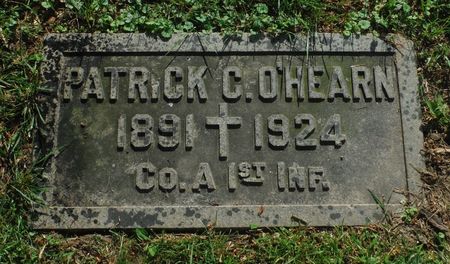 PATRICK C. O'HEARN
1891 † 1924
CO. A 1ST INF.